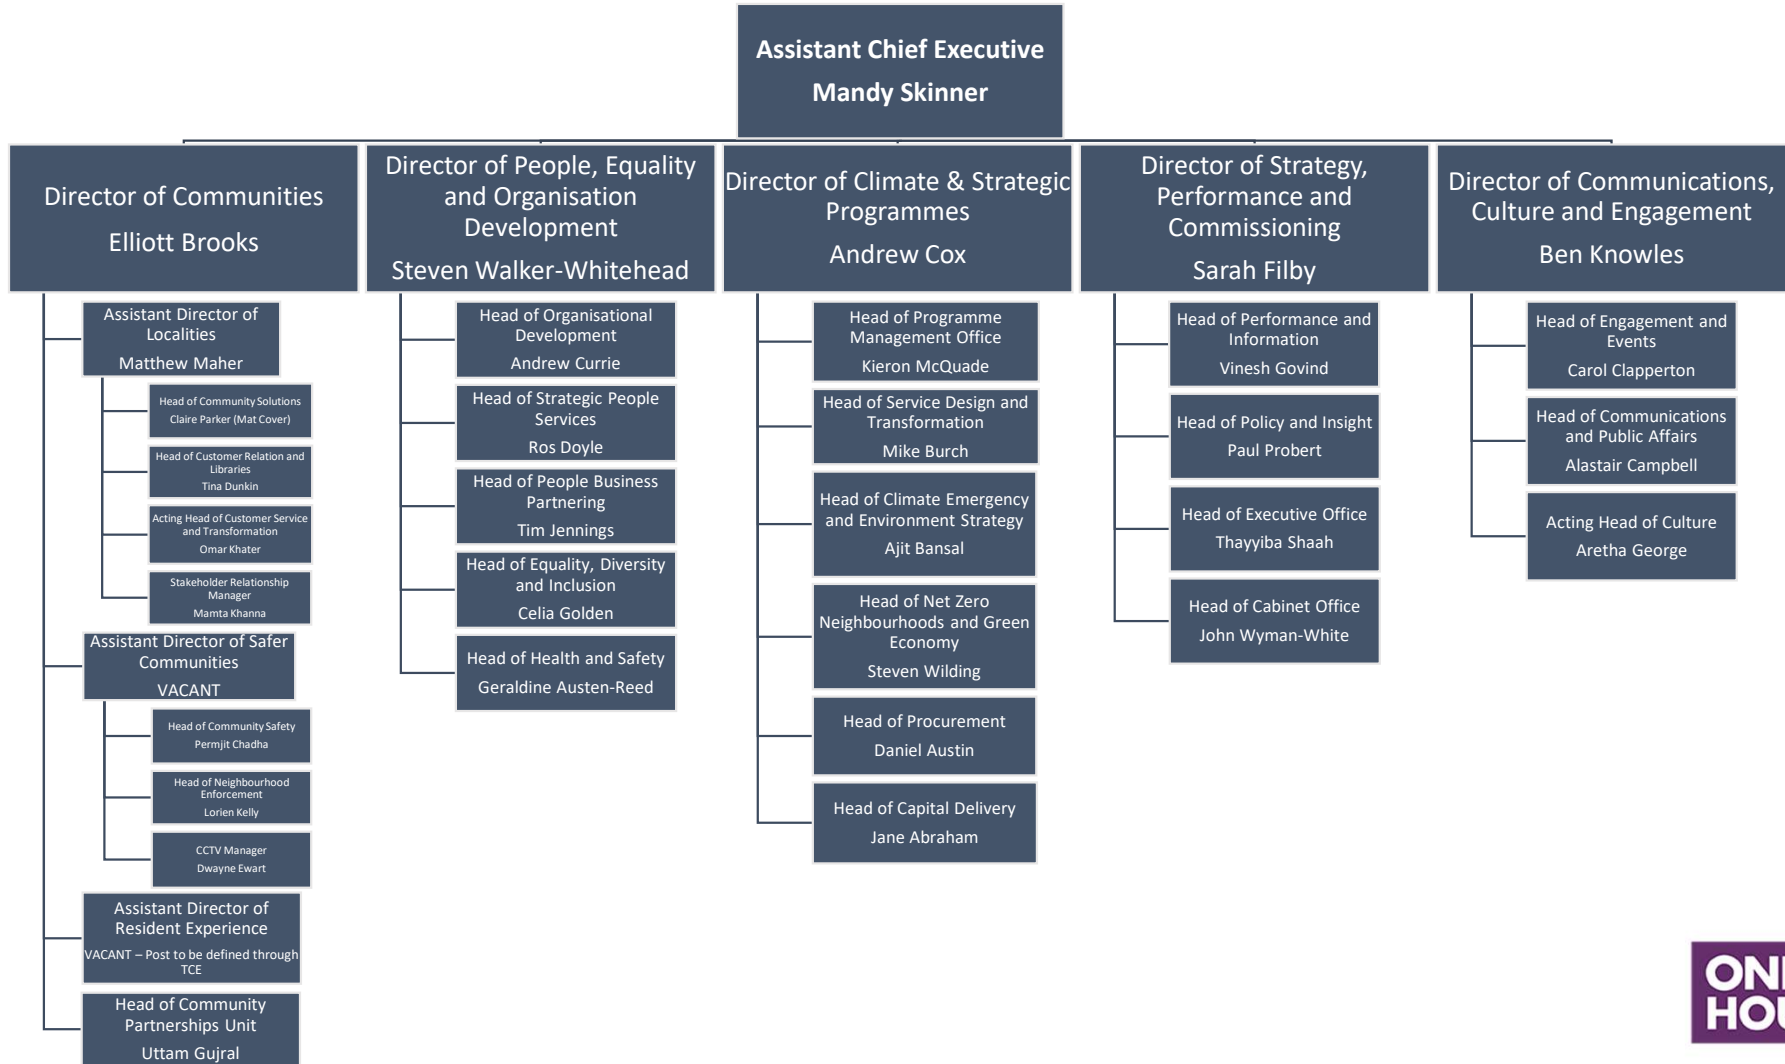 Assistant Chief Executive
Mandy Skinner
Director of Communities
Elliott Brooks
Assistant Director of
Localities
Matthew Maher
Head of Community Solutions
Claire Parker (Mat Cover)
Head of Customer Relation and
Libraries
Tina Dunkin
Acting Head of Customer Service
and Transformation
Omar Khater
Stakeholder Relationship
Manager
Mamta Khanna
Assistant Director of Safer
Communities
VACANT
Head of Community Safety
Permjit Chadha
Head of Neighbourhood
Enforcement
Lorien Kelly
CCTV Manager
Dwayne Ewart
Assistant Director of
Resident Experience
VACANT – Post to be defined through
TCE
Head of Community
Partnerships Unit
Uttam Gujral
Director of People, Equality
and Organisation
Development
Steven Walker-Whitehead
Head of Organisational
Development
Andrew Currie
Head of Strategic People
Services
Ros Doyle
Head of People Business
Partnering
Tim Jennings
Head of Equality, Diversity
and Inclusion
Celia Golden
Head of Health and Safety
Geraldine Austen-Reed
Director of Climate & Strategic
Programmes
Andrew Cox
Head of Programme
Management Office
Kieron McQuade
Head of Service Design and
Transformation
Mike Burch
Head of Climate Emergency
and Environment Strategy
Ajit Bansal
Head of Net Zero
Neighbourhoods and Green
Economy
Steven Wilding
Head of Procurement
Daniel Austin
Head of Capital Delivery
Jane Abraham
Director of Strategy,
Performance and
Commissioning
Sarah Filby
Head of Performance and
Information
Vinesh Govind
Head of Policy and Insight
Paul Probert
Head of Executive Office
Thayyiba Shaah
Head of Cabinet Office
John Wyman-White
Director of Communications,
Culture and Engagement
Ben Knowles
Head of Engagement and
Events
Carol Clapperton
Head of Communications
and Public Affairs
Alastair Campbell
Acting Head of Culture
Aretha George